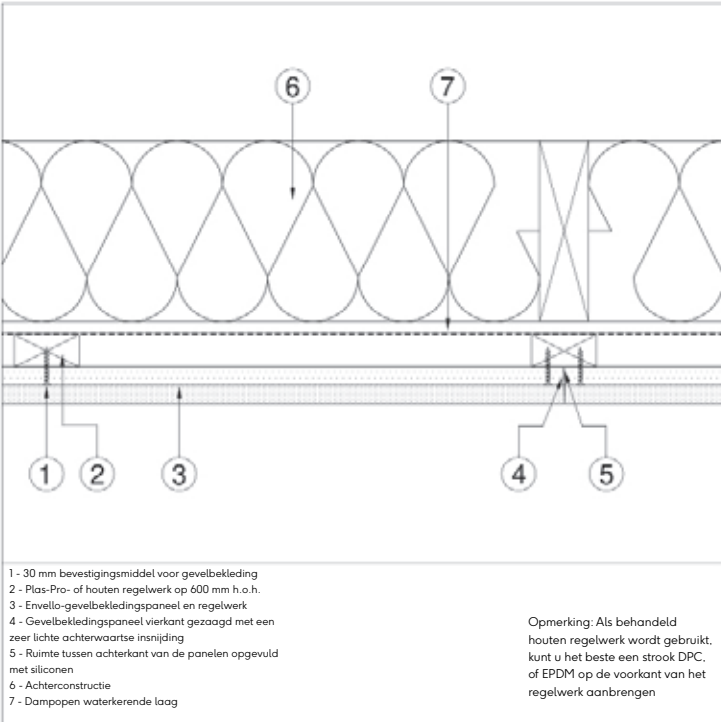 6
7
1
2
3
4
5
1 - 30 mm bevestigingsmiddel voor gevelbekleding
2 - Plas-Pro- of houten regelwerk op 600 mm h.o.h.
3 - Envello-gevelbekledingspaneel en regelwerk
4 - Gevelbekledingspaneel vierkant gezaagd met een
zeer lichte achterwaartse insnijding
5 - Ruimte tussen achterkant van de panelen opgevuld
met siliconen
6 - Achterconstructie
7 - Dampopen waterkerende laag
Opmerking: Als behandeld
houten regelwerk wordt gebruikt,
kunt u het beste een strook DPC,
of EPDM op de voorkant van het
regelwerk aanbrengen